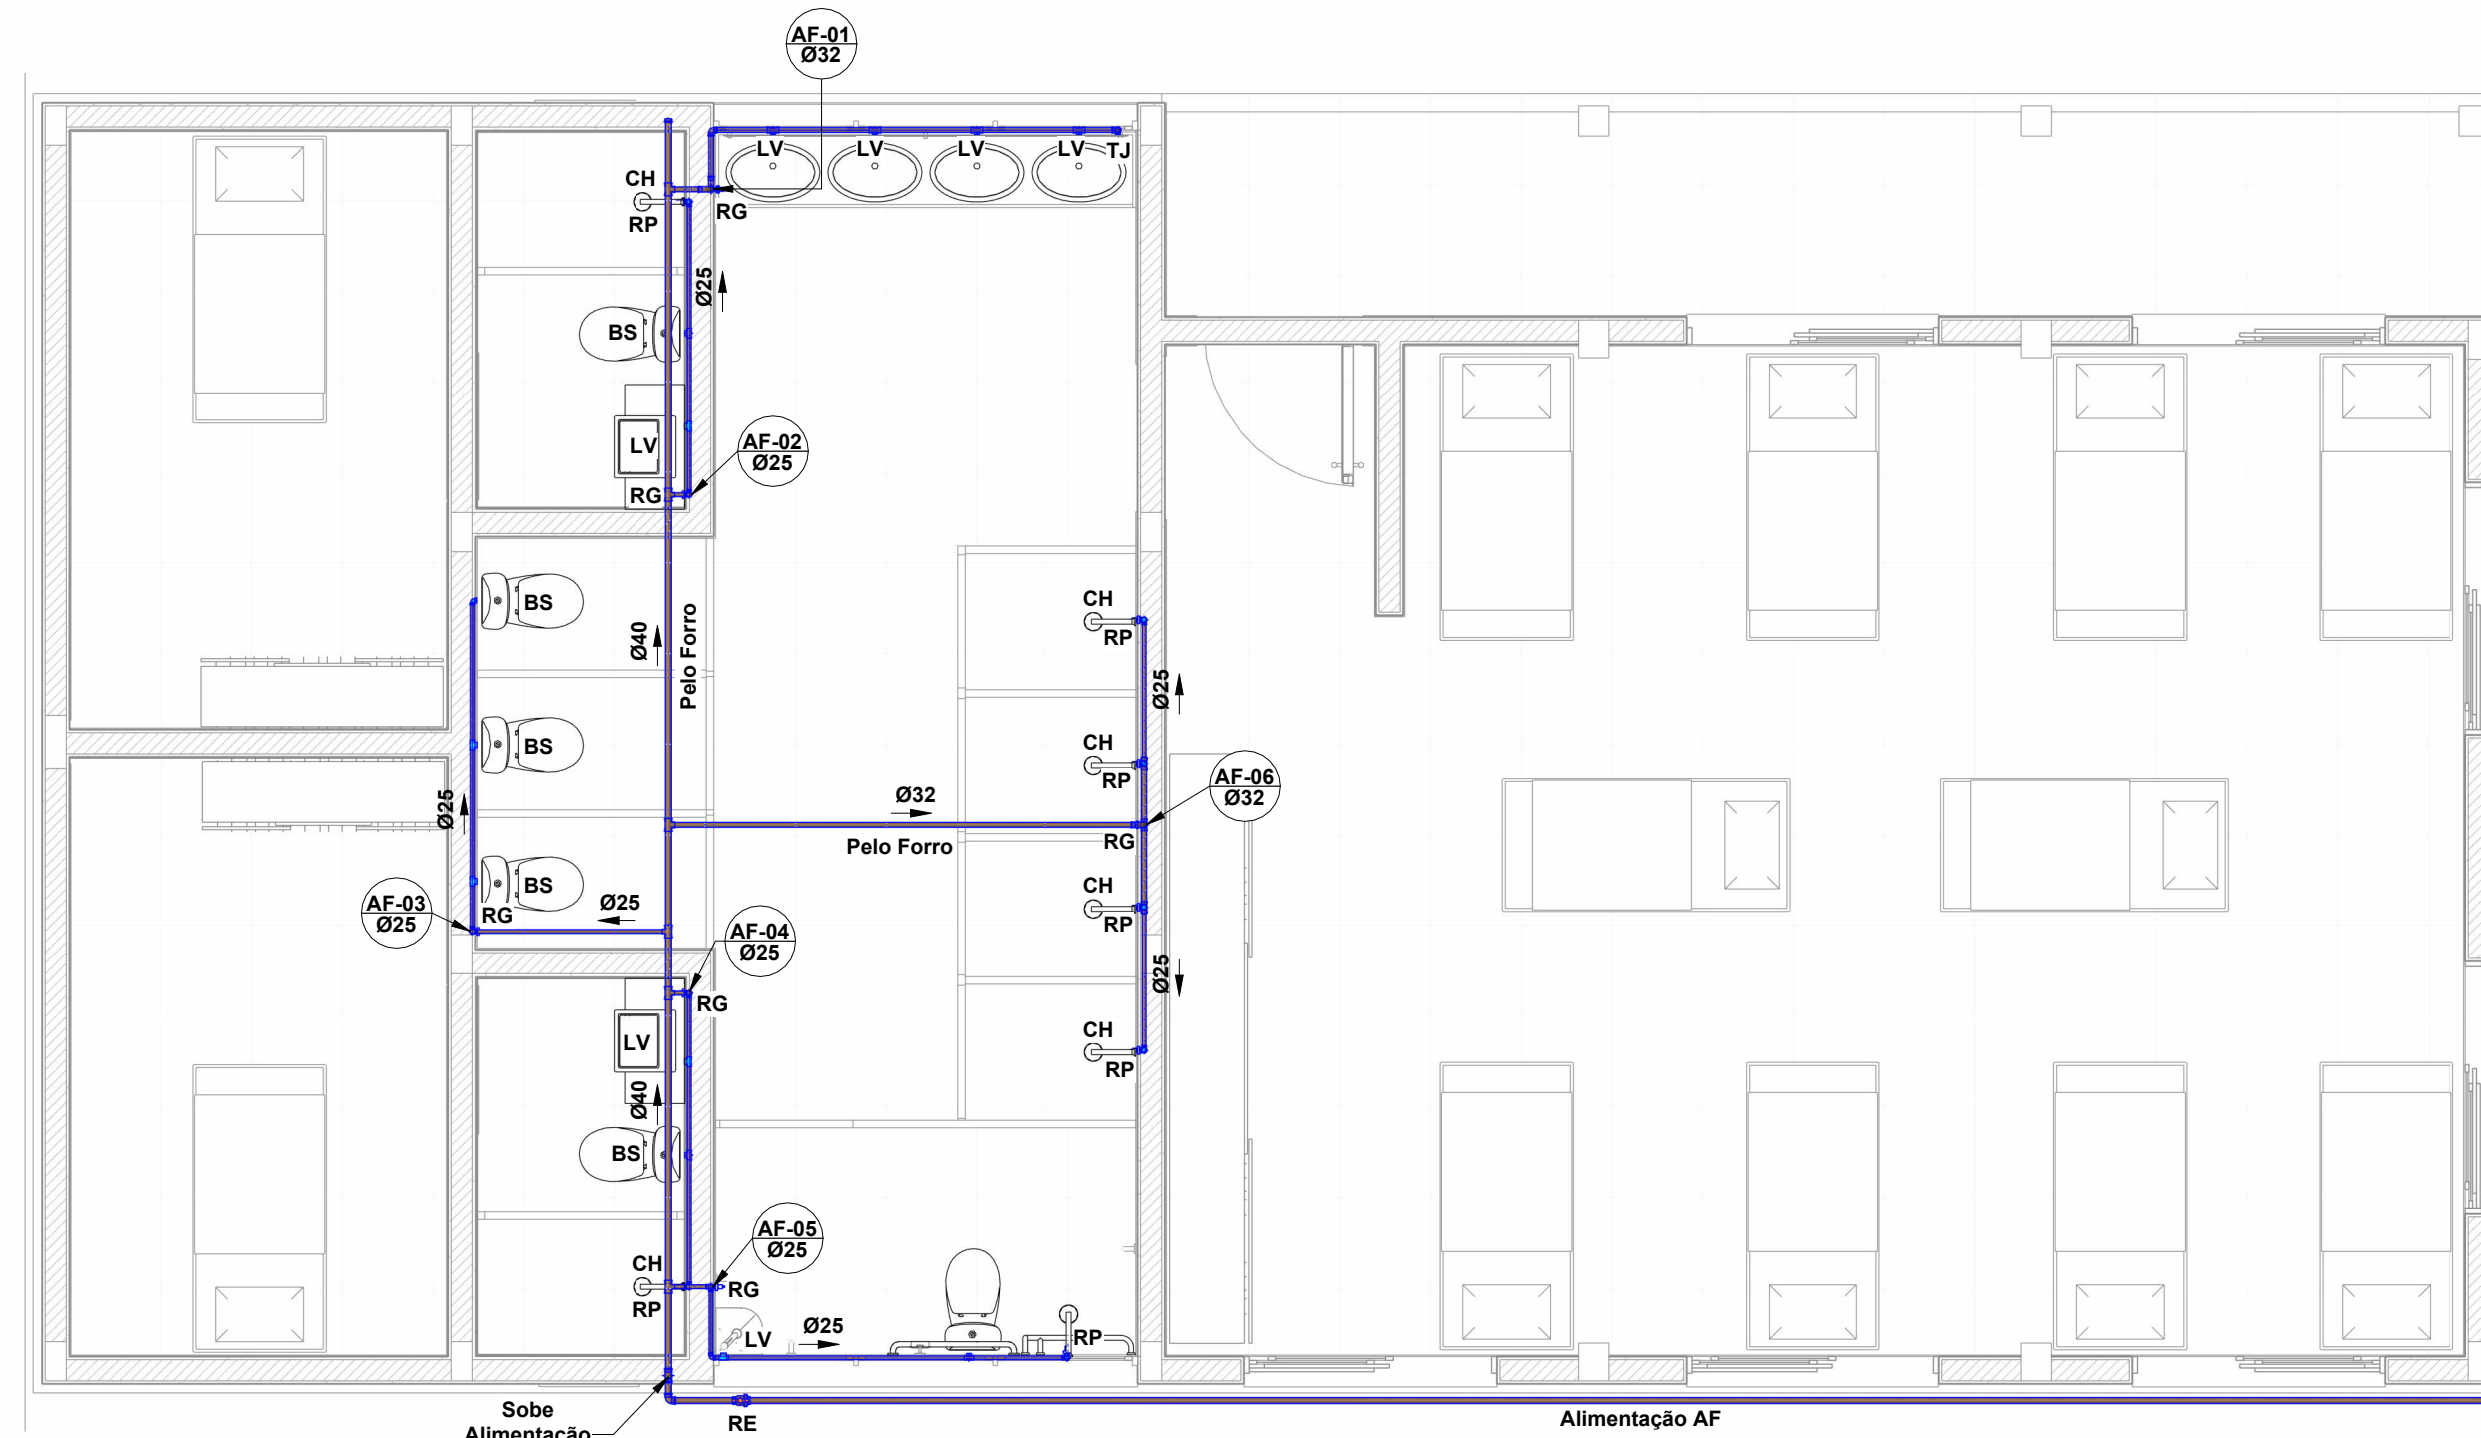 AF-01
Ø32
LV
LV
LV
LV
TJ
CH
RP
RG
Ø25
BS
LV
AF-02
Ø25
RG
BS
CH
RP
Ø40
Pelo Forro
Ø25
BS
CH
RP
AF-06
Ø32
Ø32
Pelo Forro
RG
Ø25
BS
CH
RP
AF-03
Ø25
RG
Ø25
AF-04
Ø25
Ø25
RG
LV
CH
RP
Ø40
BS
AF-05
Ø25
CH
RP
RG
LV
Ø25
RP
Sobe
Alimentação
RE
Alimentação AF